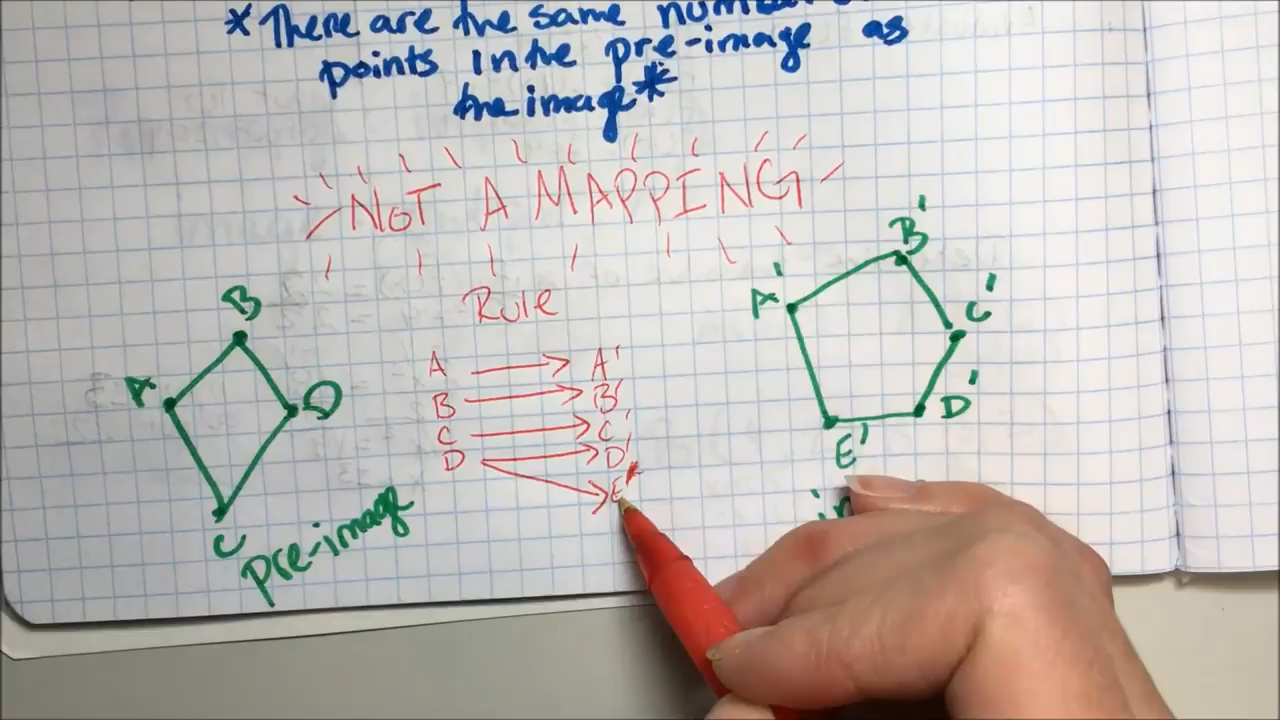 *There are the same
points in the pre-image as
the image*
NOT A MAPPING
Rule
A → A'
B → B'
C → C'
D → D'
E'
A
B
C
D
pre-image
A'
B'
C'
D'
E'